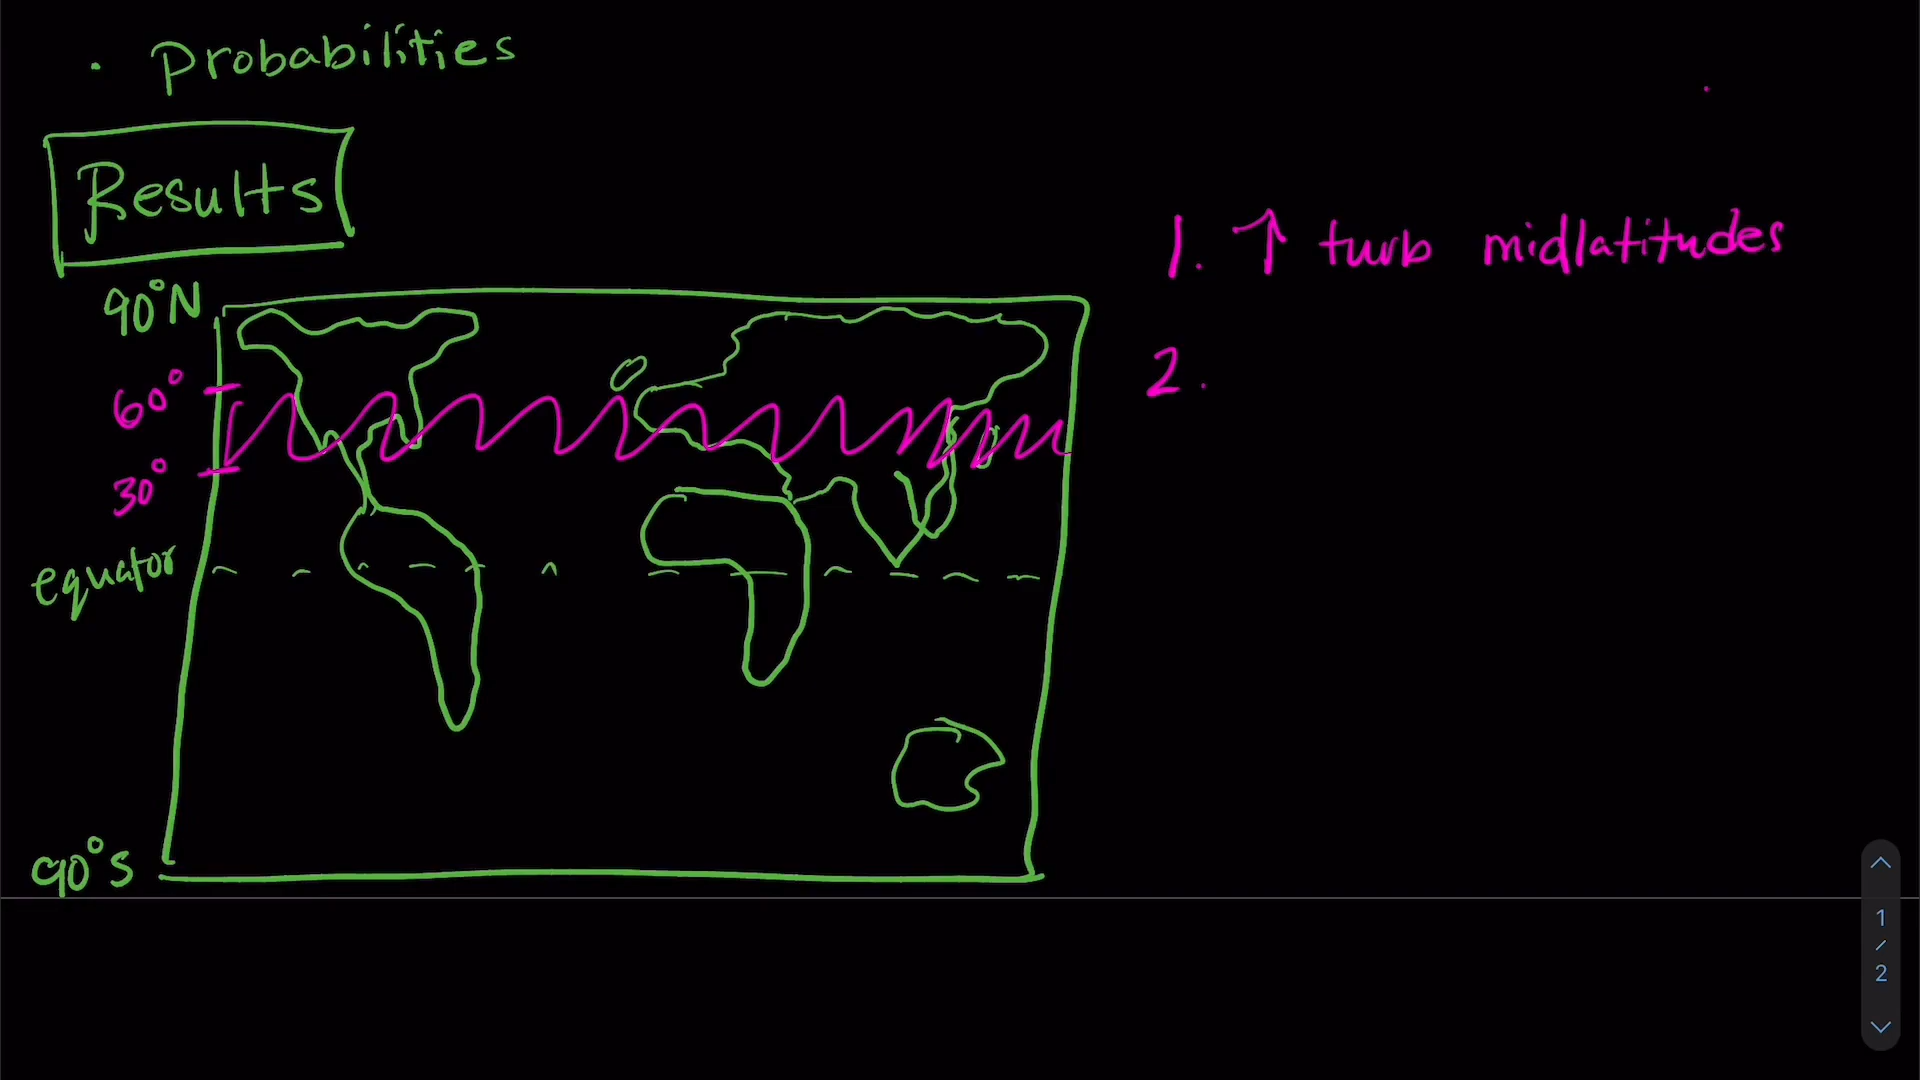 • Probabilities
Results
90°N
60°
30°
equator
90°S
1. ↑ turb midlatitudes
2.
1
/
2